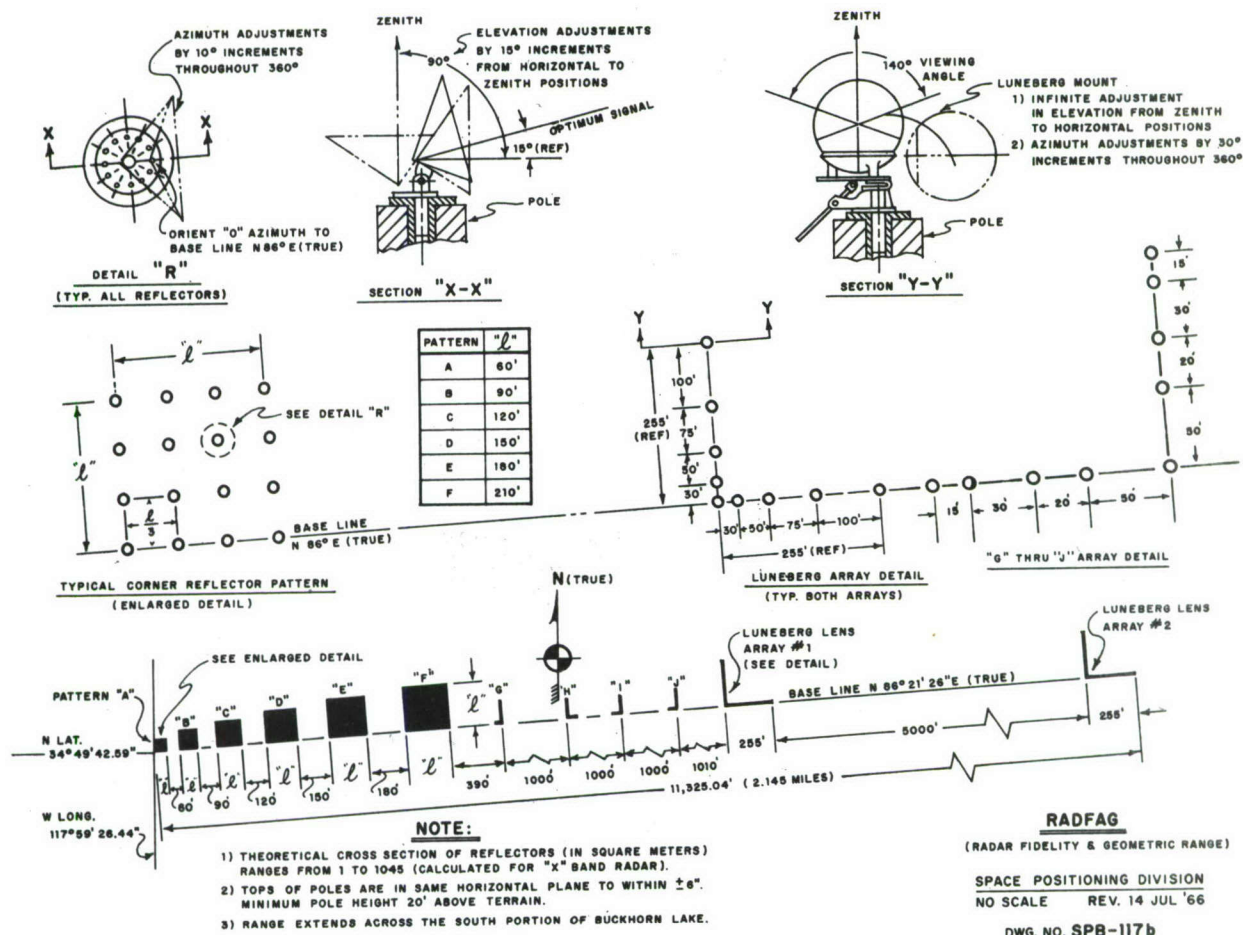 AZIMUTH ADJUSTMENTS
BY 10° INCREMENTS
THROUGHOUT 360°
X
X
ORIENT "O" AZIMUTH TO
BASE LINE N 86° E (TRUE)
DETAIL "R"
(TYP. ALL REFLECTORS)
ZENITH
90°
ELEVATION ADJUSTMENTS
BY 15° INCREMENTS
FROM HORIZONTAL TO
ZENITH POSITIONS
OPTIMUM SIGNAL
15° (REF)
POLE
SECTION "X-X"
ZENITH
140° VIEWING
ANGLE
LUNEBERG MOUNT
1) INFINITE ADJUSTMENT
IN ELEVATION FROM ZENITH
TO HORIZONTAL POSITIONS
2) AZIMUTH ADJUSTMENTS BY 30°
INCREMENTS THROUGHOUT 360°
POLE
SECTION "Y-Y"
"ℓ"
"ℓ"
SEE DETAIL "R"
ℓ
3
BASE LINE
N 86° E (TRUE)
TYPICAL CORNER REFLECTOR PATTERN
(ENLARGED DETAIL)
PATTERN "ℓ"
A 60'
B 90'
C 120'
D 150'
E 180'
F 210'
Y
Y
100'
75'
50'
30'
255'
(REF)
30' 50' 75' 100'
255' (REF)
LUNEBERG ARRAY DETAIL
(TYP. BOTH ARRAYS)
15'
30'
20'
50'
15' 30' 20' 50'
"G" THRU "J" ARRAY DETAIL
N (TRUE)
SEE ENLARGED DETAIL
PATTERN "A"
"B"
"C"
"D"
"E"
"F"
"ℓ"
"G"
"H"
"I"
"J"
LUNEBERG LENS
ARRAY #1
(SEE DETAIL)
LUNEBERG LENS
ARRAY #2
BASE LINE N 86° 21' 26"E (TRUE)
N LAT.
34° 49' 42.59"
W LONG.
117° 59' 26.44"
"ℓ" 60' "ℓ" 90' "ℓ" 120' "ℓ" 150' "ℓ" 180' "ℓ" 390' 1000' 1000' 1000' 1010' 255' 5000' 255'
11,325.04' (2.145 MILES)
NOTE:
1) THEORETICAL CROSS SECTION OF REFLECTORS (IN SQUARE METERS)
RANGES FROM 1 TO 1045 (CALCULATED FOR "X" BAND RADAR).
2) TOPS OF POLES ARE IN SAME HORIZONTAL PLANE TO WITHIN ±6".
MINIMUM POLE HEIGHT 20' ABOVE TERRAIN.
3) RANGE EXTENDS ACROSS THE SOUTH PORTION OF BUCKHORN LAKE.
RADFAG
(RADAR FIDELITY & GEOMETRIC RANGE)
SPACE POSITIONING DIVISION
NO SCALE REV. 14 JUL '66
DWG. NO. SPB-117b